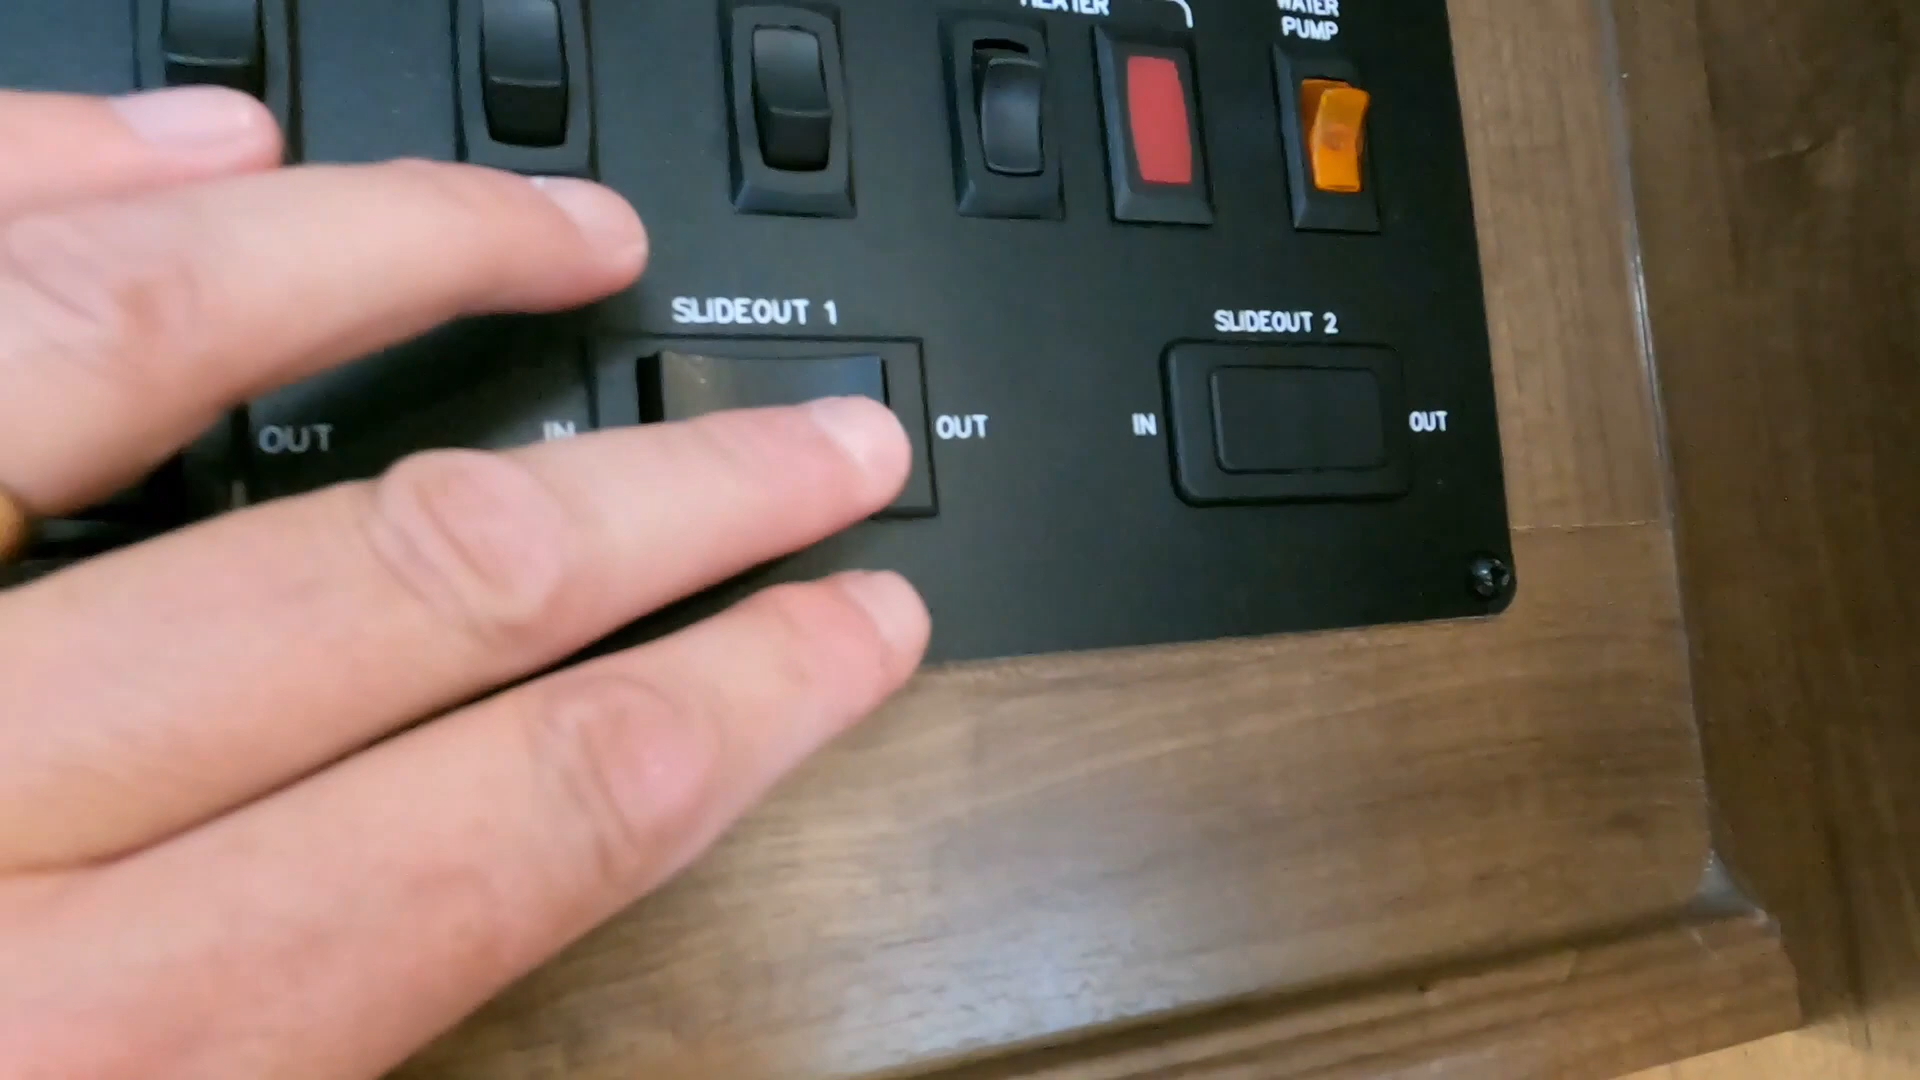 HEATER
WATER
PUMP
SLIDEOUT 1
SLIDEOUT 2
OUT
IN
OUT
IN
OUT